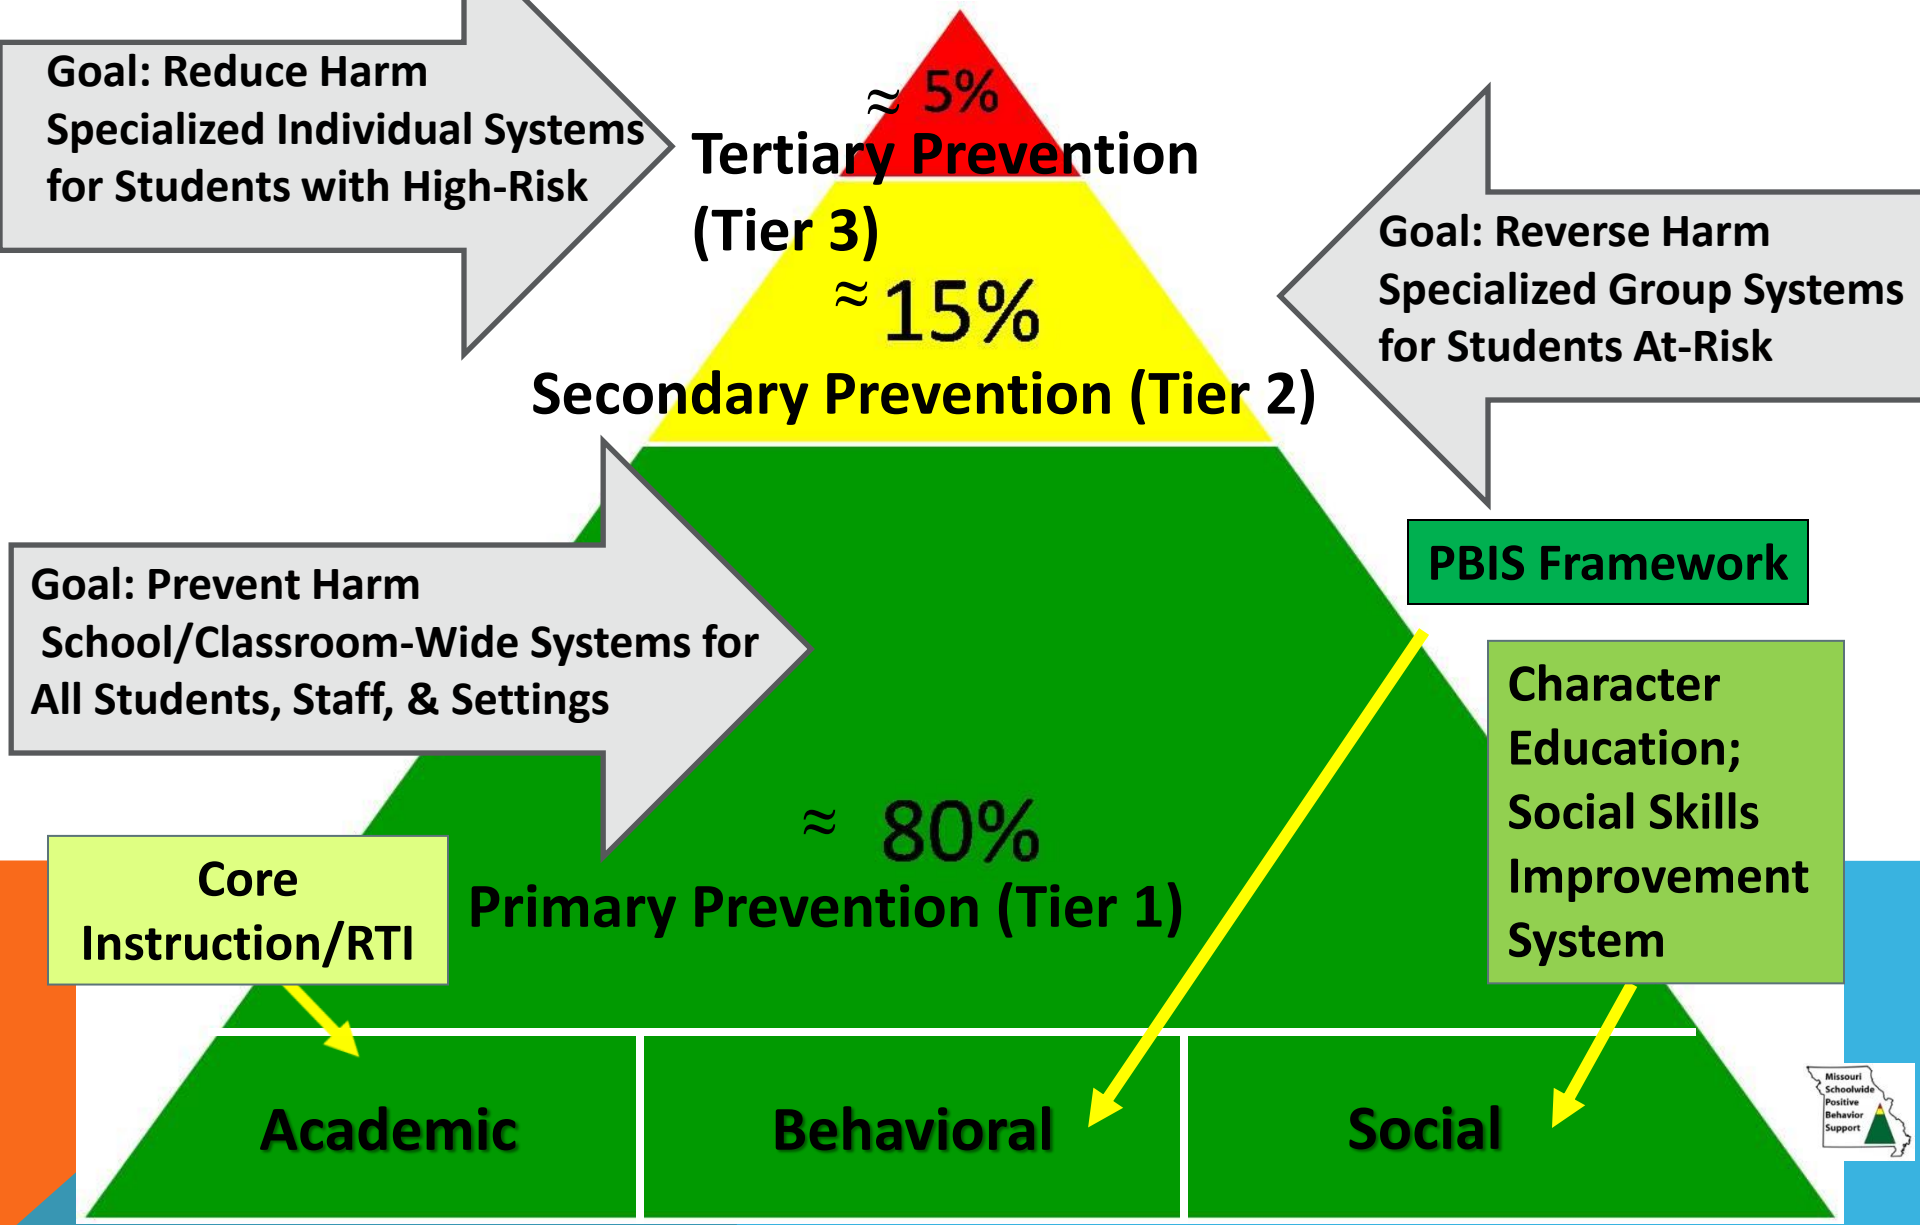 Goal: Reduce Harm
Specialized Individual Systems
for Students with High-Risk
≈ 5%
Tertiary Prevention
(Tier 3)
Goal: Reverse Harm
Specialized Group Systems
for Students At-Risk
≈ 15%
Secondary Prevention (Tier 2)
Goal: Prevent Harm
School/Classroom-Wide Systems for
All Students, Staff, & Settings
PBIS Framework
Character
Education;
Social Skills
Improvement
System
≈ 80%
Primary Prevention (Tier 1)
Core
Instruction/RTI
Academic
Behavioral
Social
Missouri
Schoolwide
Positive
Behavior
Support